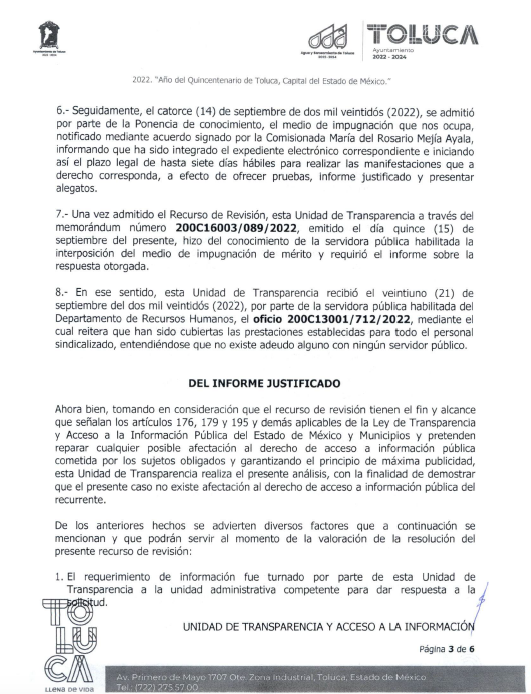 Ayuntamiento de Toluca
2022 - 2024
Agua y Saneamiento de Toluca
2022 - 2024
TOLUCA
Ayuntamiento
2022 - 2024
2022. "Año del Quincentenario de Toluca, Capital del Estado de México."
6.- Seguidamente, el catorce (14) de septiembre de dos mil veintidós (2022), se admitió
por parte de la Ponencia de conocimiento, el medio de impugnación que nos ocupa,
notificado mediante acuerdo signado por la Comisionada María del Rosario Mejía Ayala,
informando que ha sido integrado el expediente electrónico correspondiente e iniciando
así el plazo legal de hasta siete días hábiles para realizar las manifestaciones que a
derecho corresponda, a efecto de ofrecer pruebas, informe justificado y presentar
alegatos.
7.- Una vez admitido el Recurso de Revisión, esta Unidad de Transparencia a través del
memorándum número 200C16003/089/2022, emitido el día quince (15) de
septiembre del presente, hizo del conocimiento de la servidora pública habilitada la
interposición del medio de impugnación de mérito y requirió el informe sobre la
respuesta otorgada.
8.- En ese sentido, esta Unidad de Transparencia recibió el veintiuno (21) de
septiembre del dos mil veintidós (2022), por parte de la servidora pública habilitada del
Departamento de Recursos Humanos, el oficio 200C13001/712/2022, mediante el
cual reitera que han sido cubiertas las prestaciones establecidas para todo el personal
sindicalizado, entendiéndose que no existe adeudo alguno con ningún servidor público.
DEL INFORME JUSTIFICADO
Ahora bien, tomando en consideración que el recurso de revisión tienen el fin y alcance
que señalan los artículos 176, 179 y 195 y demás aplicables de la Ley de Transparencia
y Acceso a la Información Pública del Estado de México y Municipios y pretenden
reparar cualquier posible afectación al derecho de acceso a información pública
cometida por los sujetos obligados y garantizando el principio de máxima publicidad,
esta Unidad de Transparencia realiza el presente análisis, con la finalidad de demostrar
que el presente caso no existe afectación al derecho de acceso a información pública del
recurrente.
De los anteriores hechos se advierten diversos factores que a continuación se
mencionan y que podrán servir al momento de la valoración de la resolución del
presente recurso de revisión:
1. El requerimiento de información fue turnado por parte de esta Unidad de
Transparencia a la unidad administrativa competente para dar respuesta a la
solicitud.
UNIDAD DE TRANSPARENCIA Y ACCESO A LA INFORMACIÓN
Página 3 de 6
TO
LU
CA
LLENA DE VIDA
Av. Primero de Mayo 1707 Ote. Zona Industrial, Toluca, Estado de México
Tel.: (722) 275 57 00